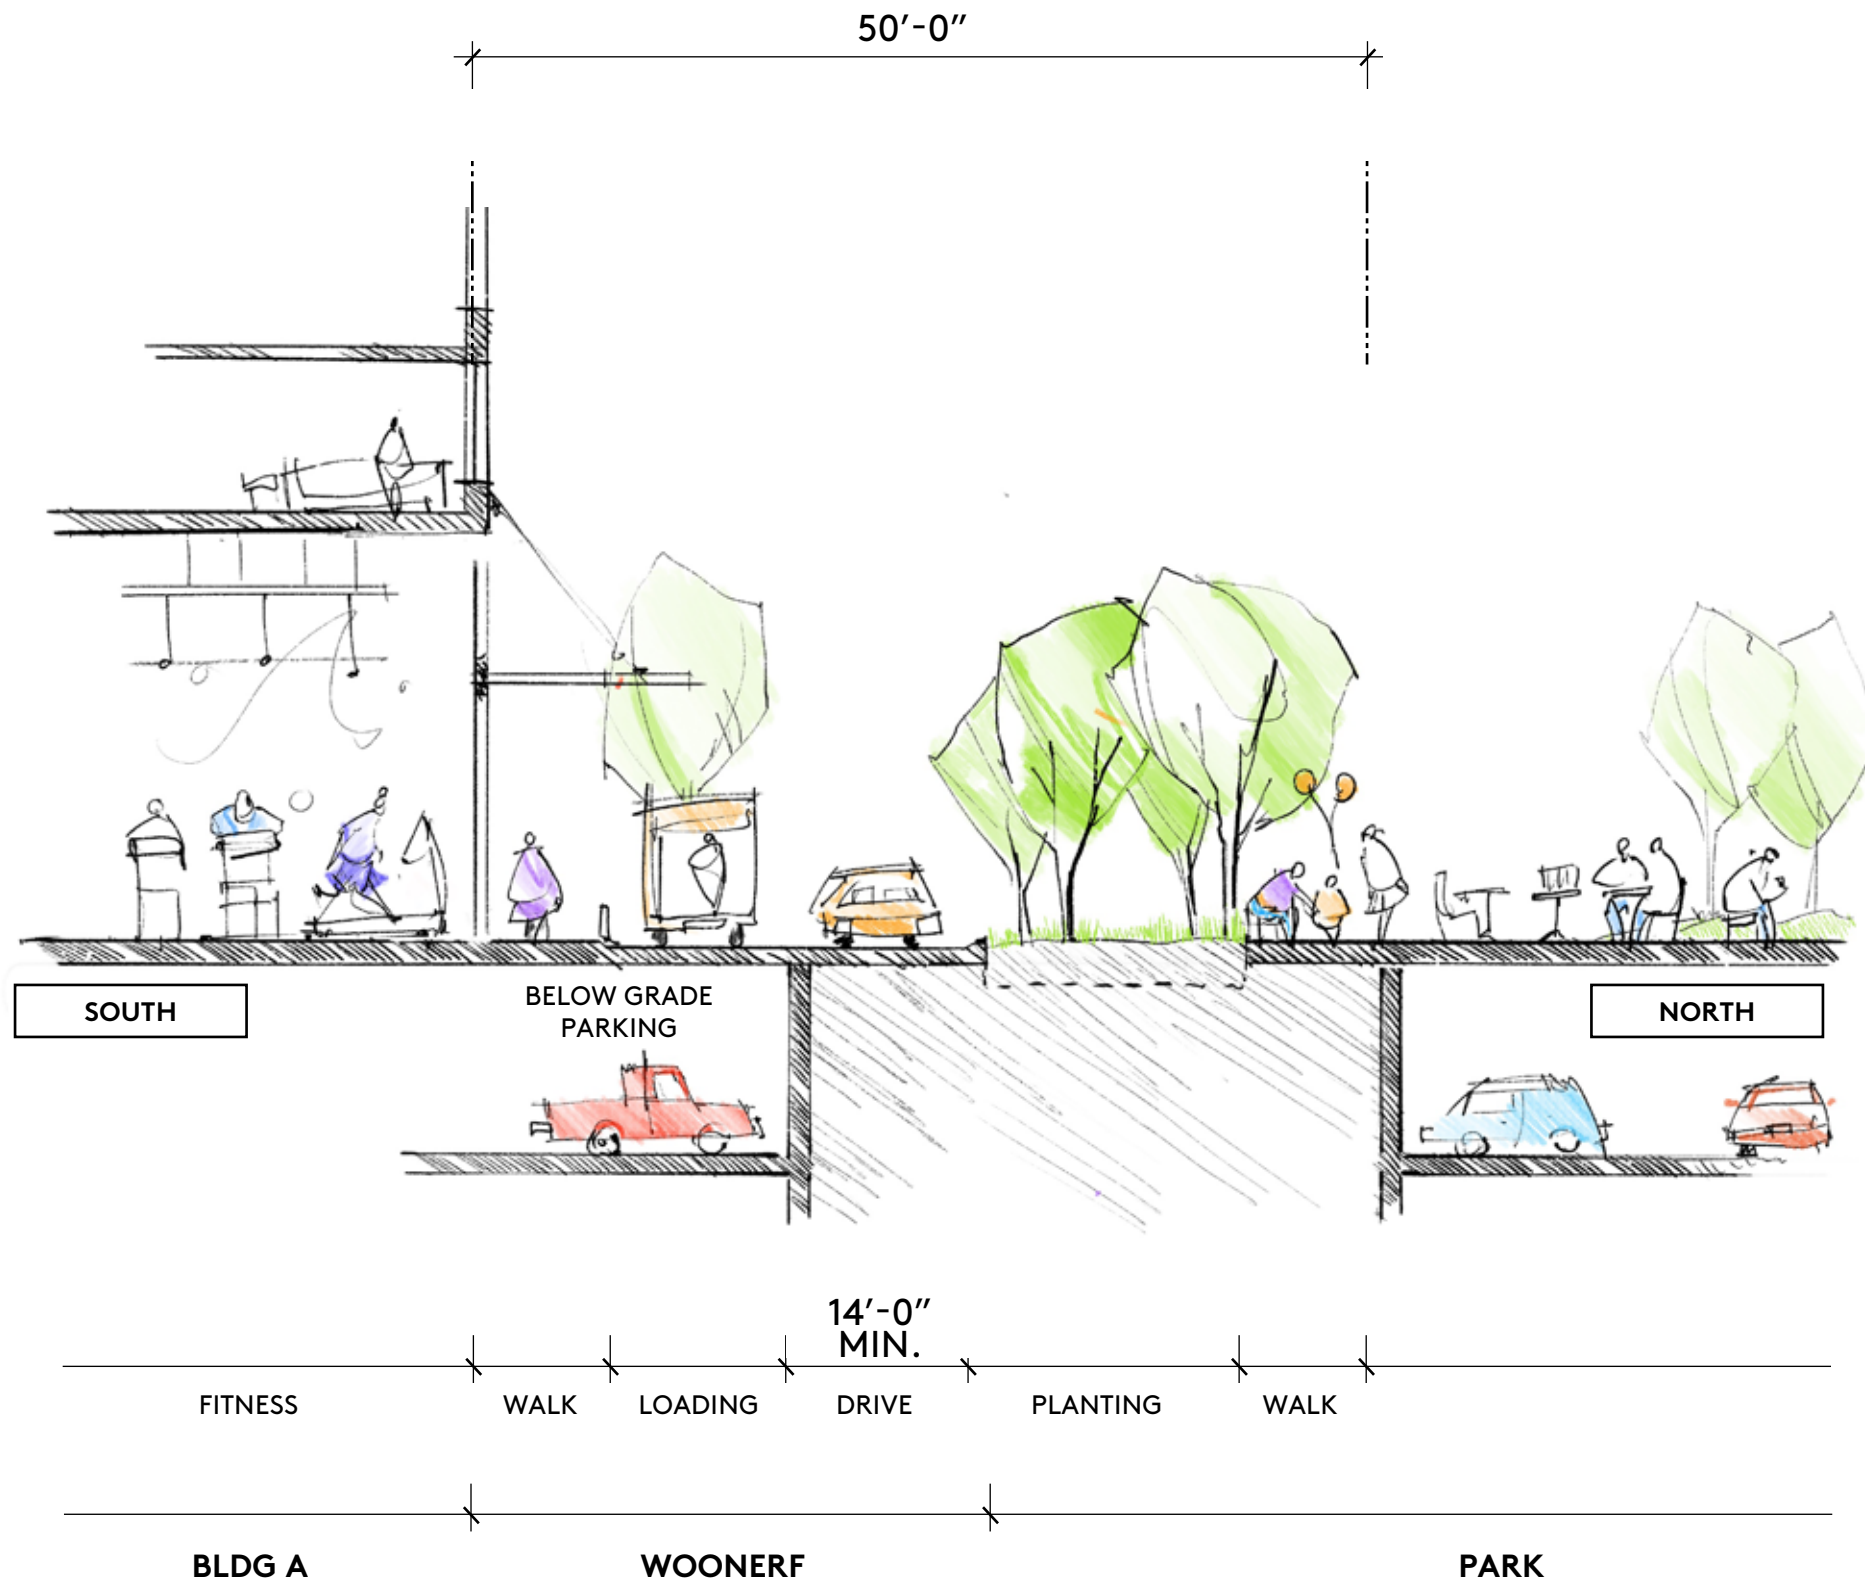 50′-0″
BELOW GRADE
PARKING
SOUTH
NORTH
14′-0″
MIN.
FITNESS
WALK
LOADING
DRIVE
PLANTING
WALK
BLDG A
WOONERF
PARK